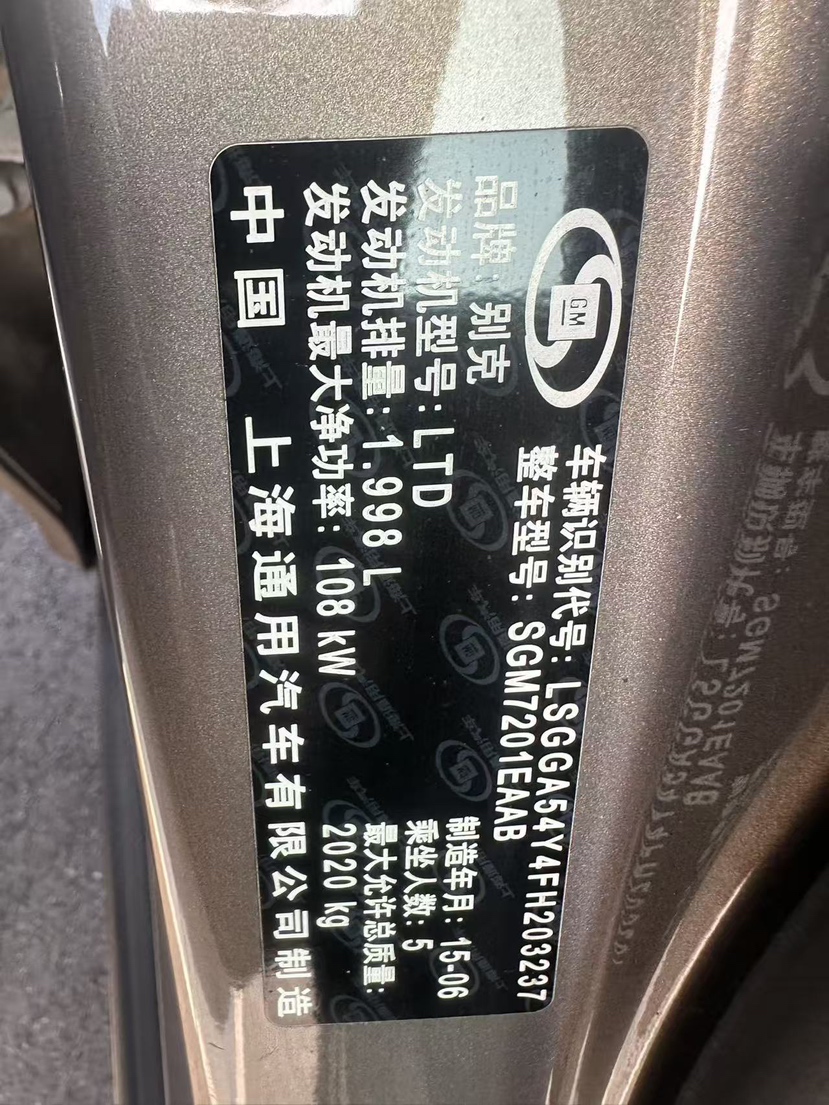 GM
车辆识别代号: LSGGA54Y4FH203237
整车型号: SGM7201EAAB
品牌: 别克
发动机型号: LTD
制造年月: 15-06
发动机排量: 1.998 L
乘坐人数: 5
发动机最大净功率: 108 kW
最大允许总质量:
2020 kg
中国 上海通用汽车有限公司制造